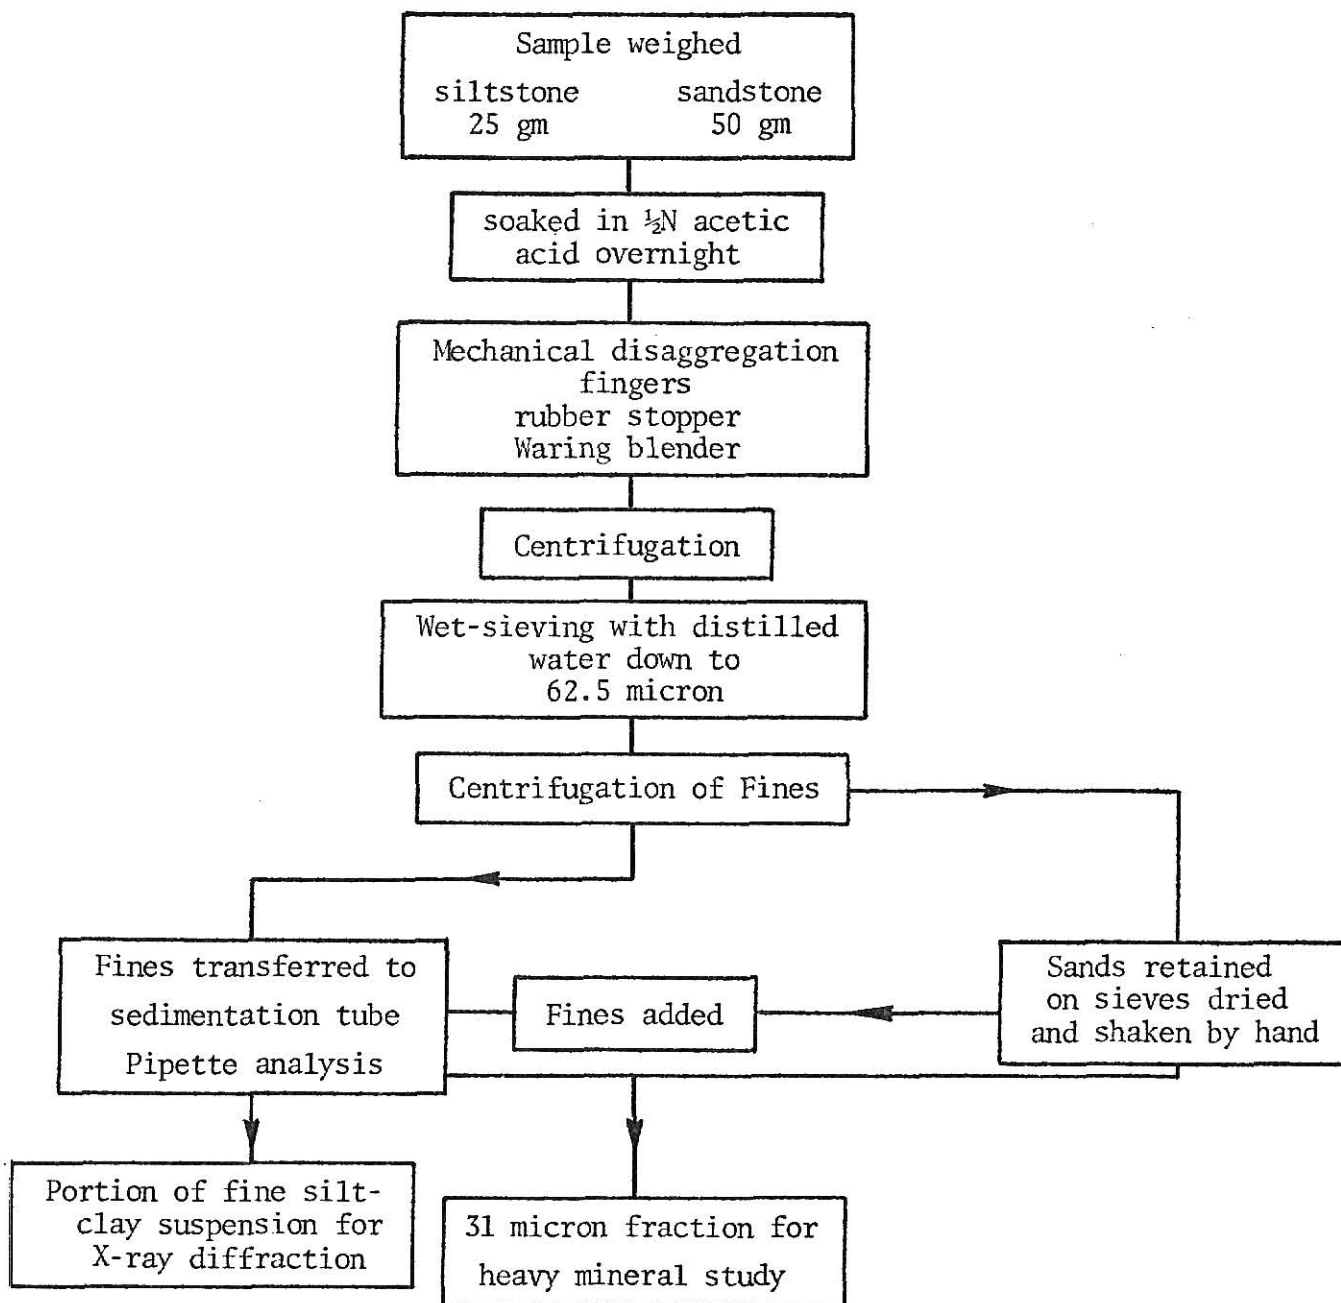 Sample weighed
siltstone sandstone
25 gm 50 gm
soaked in ½N acetic
acid overnight
Mechanical disaggregation
fingers
rubber stopper
Waring blender
Centrifugation
Wet-sieving with distilled
water down to
62.5 micron
Centrifugation of Fines
Fines transferred to
sedimentation tube
Pipette analysis
Fines added
Sands retained
on sieves dried
and shaken by hand
Portion of fine silt-
clay suspension for
X-ray diffraction
31 micron fraction for
heavy mineral study